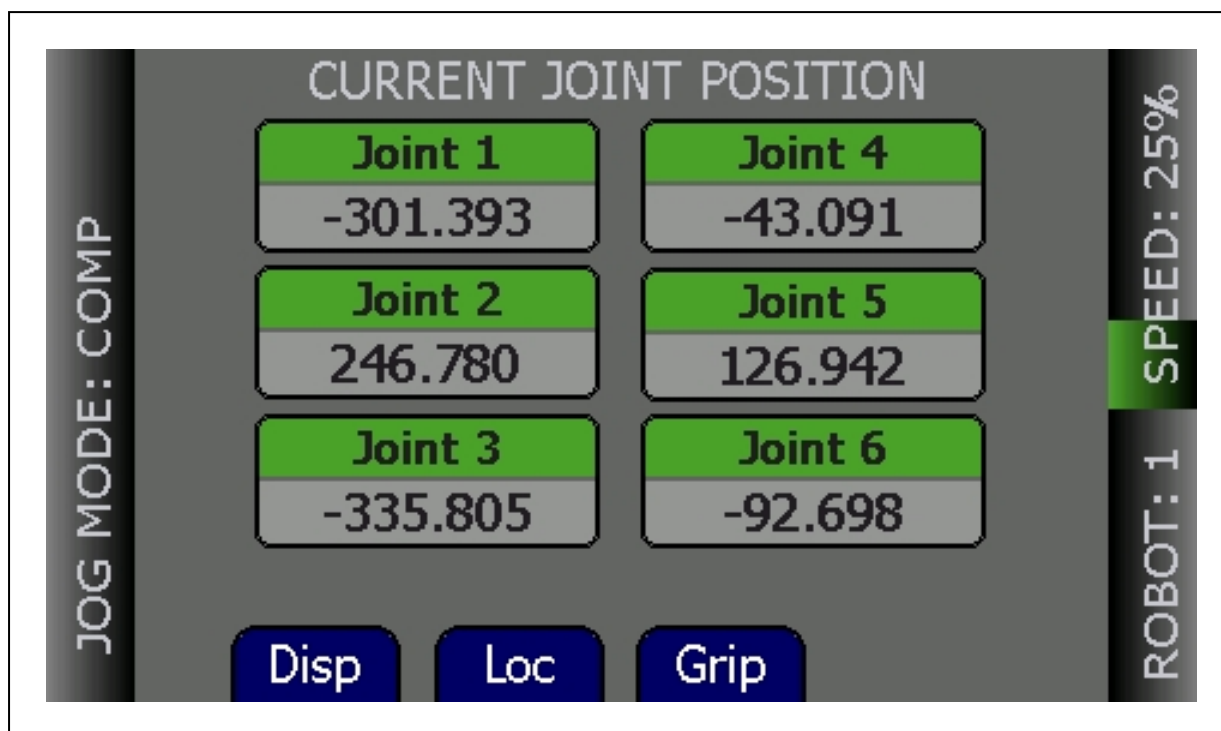 CURRENT JOINT POSITION
Joint 1
-301.393
Joint 4
-43.091
Joint 2
246.780
Joint 5
126.942
Joint 3
-335.805
Joint 6
-92.698
JOG MODE: COMP
SPEED: 25%
ROBOT: 1
Disp
Loc
Grip